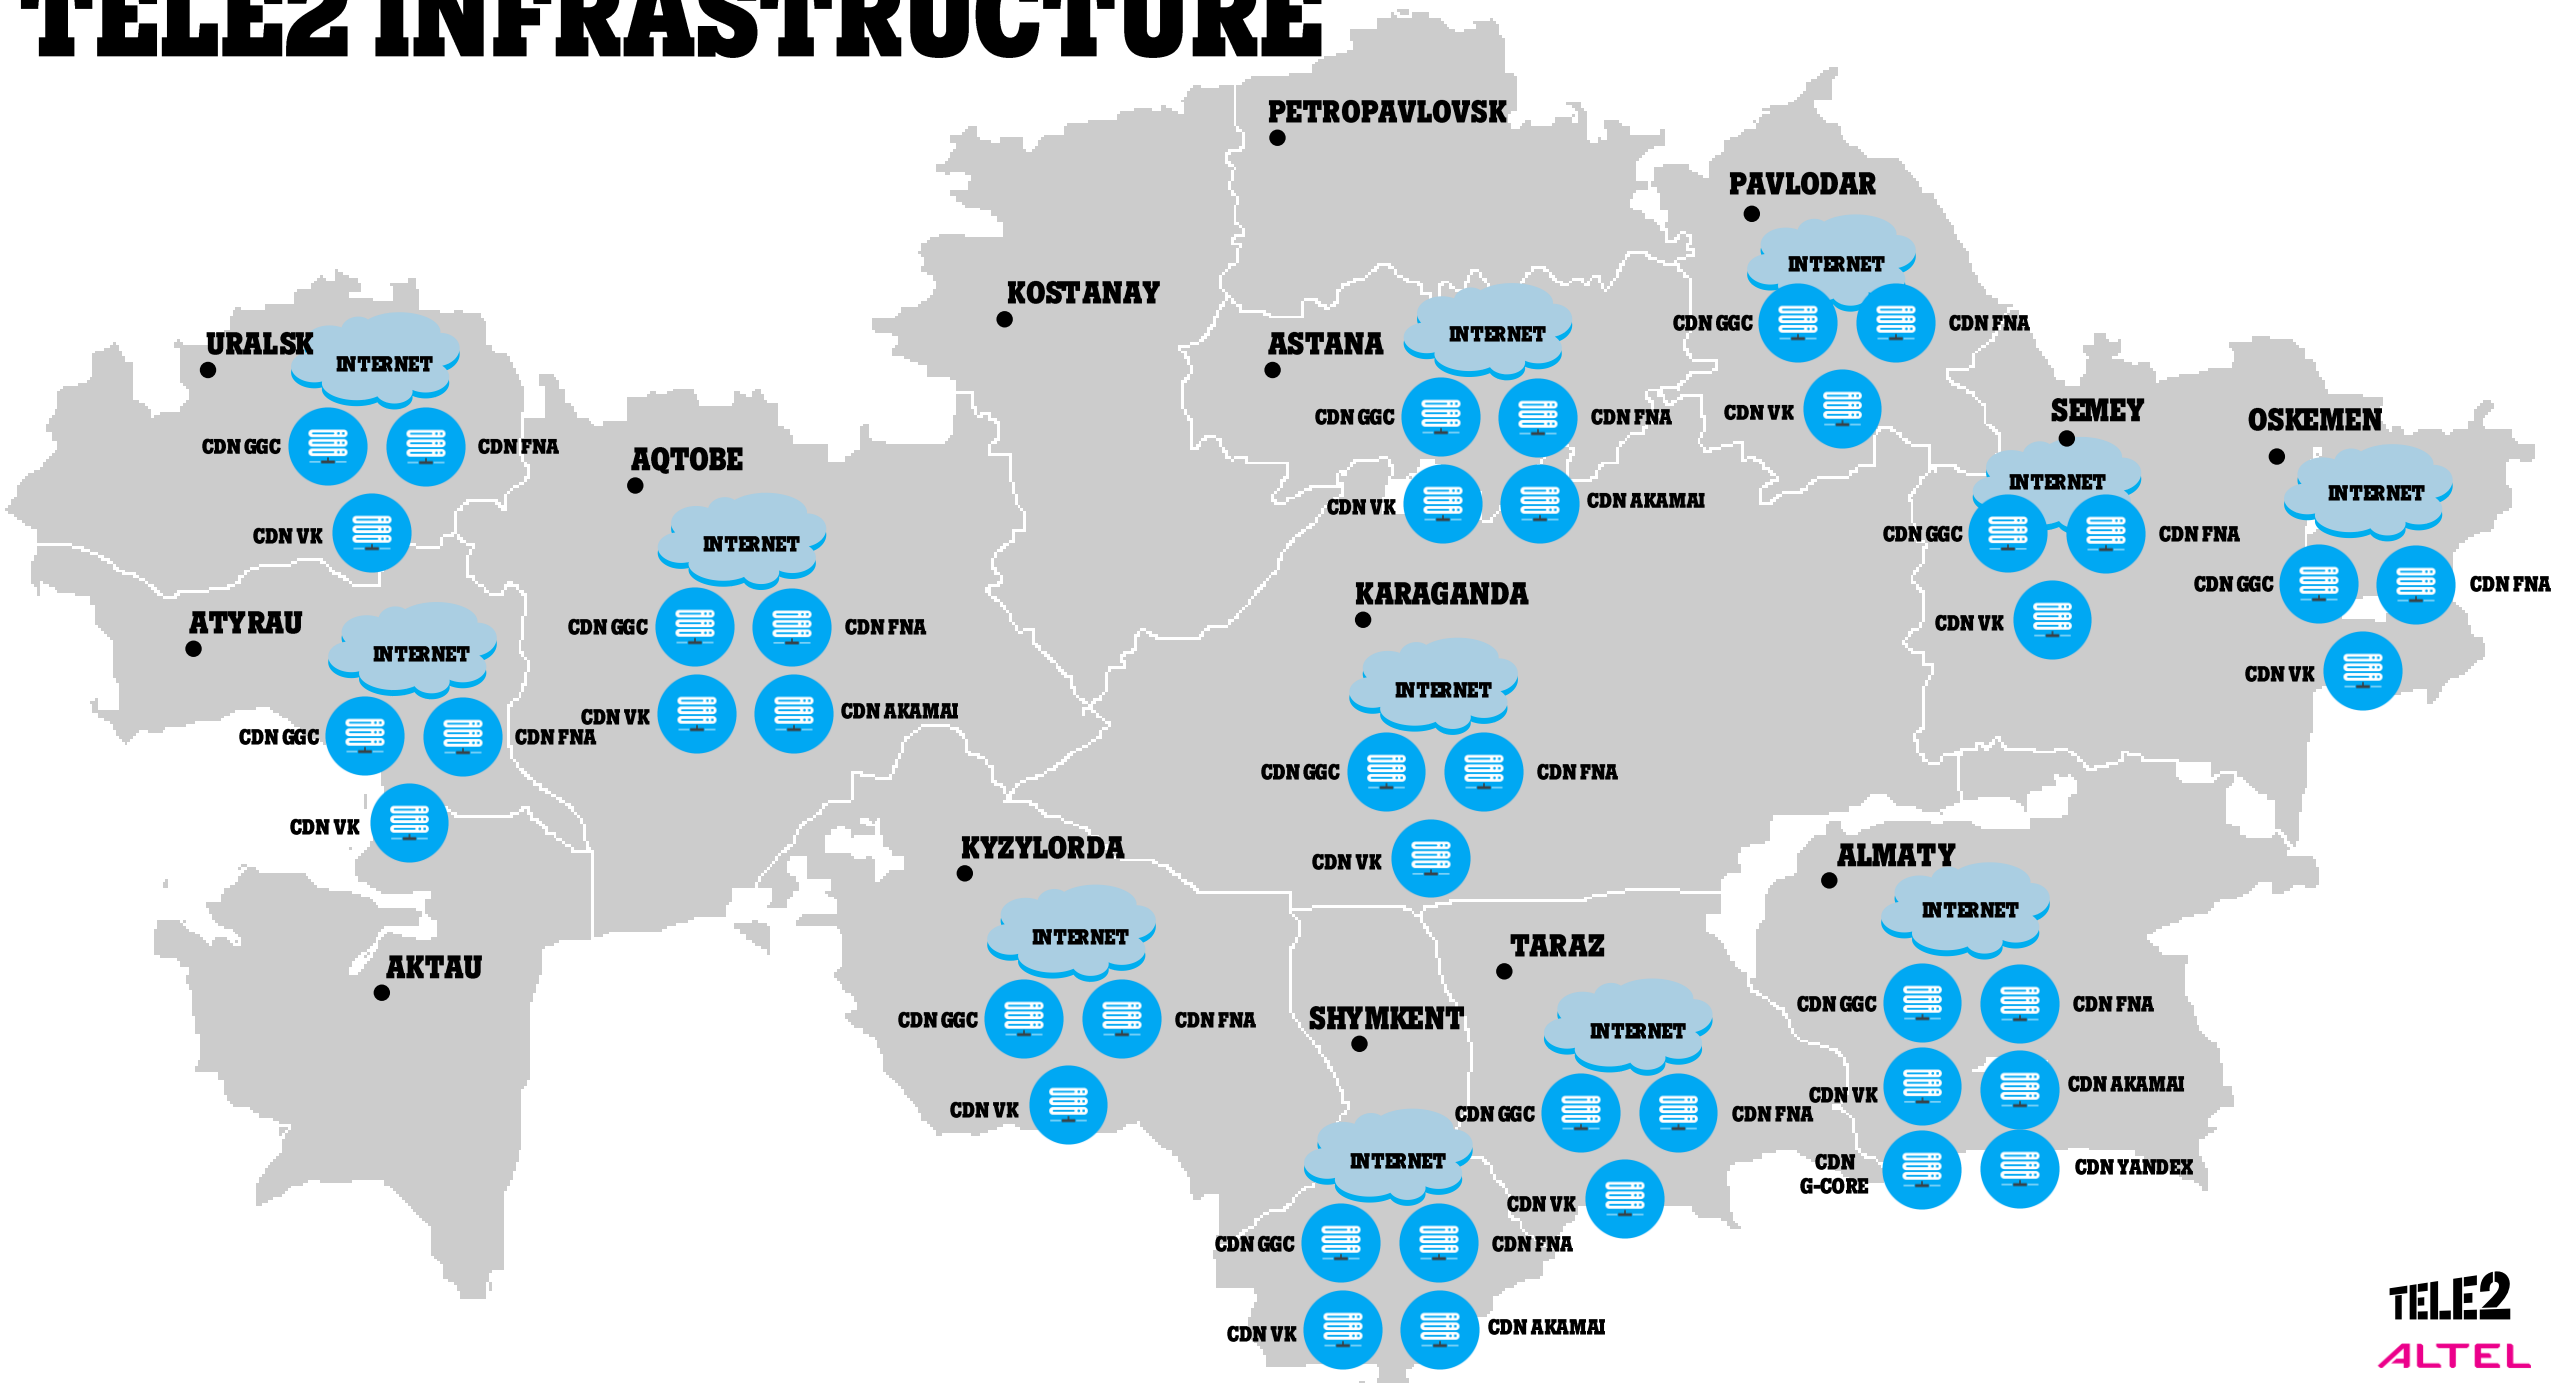 TELE2 INFRASTRUCTURE
PETROPAVLOVSK
PAVLODAR
INTERNET
CDN GGC
CDN FNA
CDN VK
KOSTANAY
ASTANA
INTERNET
CDN GGC
CDN FNA
CDN VK
CDN AKAMAI
URALSK
INTERNET
CDN GGC
CDN FNA
CDN VK
AQTOBE
INTERNET
CDN GGC
CDN FNA
CDN VK
CDN AKAMAI
SEMEY
INTERNET
CDN GGC
CDN FNA
CDN VK
OSKEMEN
INTERNET
CDN GGC
CDN FNA
CDN VK
ATYRAU
INTERNET
CDN GGC
CDN FNA
CDN VK
KARAGANDA
INTERNET
CDN GGC
CDN FNA
CDN VK
KYZYLORDA
INTERNET
CDN GGC
CDN FNA
CDN VK
AKTAU
TARAZ
INTERNET
CDN GGC
CDN FNA
CDN VK
SHYMKENT
INTERNET
CDN GGC
CDN FNA
CDN VK
CDN AKAMAI
ALMATY
INTERNET
CDN GGC
CDN FNA
CDN VK
CDN AKAMAI
CDN
G-CORE
CDN YANDEX
TELE2
ALTEL